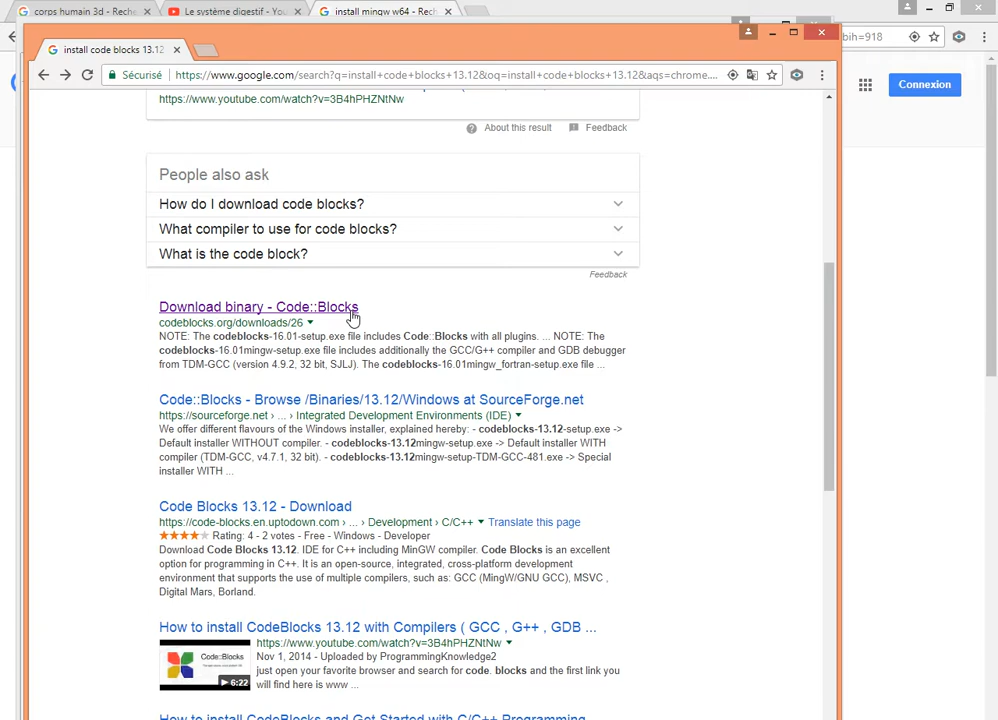 corps humain 3d - Reche
Le système digestif - You
install mingw w64 - Rech
bih=918
install code blocks 13.12
Sécurisé
https://www.google.com/search?q=install+code+blocks+13.12&oq=install+code+blocks+13.12&aqs=chrome....
Connexion
https://www.youtube.com/watch?v=3B4hPHZNtNw
About this result
Feedback
People also ask
How do I download code blocks?
What compiler to use for code blocks?
What is the code block?
Feedback
Download binary - Code::Blocks
codeblocks.org/downloads/26
NOTE: The codeblocks-16.01-setup.exe file includes Code::Blocks with all plugins. ... NOTE: The
codeblocks-16.01mingw-setup.exe file includes additionally the GCC/G++ compiler and GDB debugger
from TDM-GCC (version 4.9.2, 32 bit, SJLJ). The codeblocks-16.01mingw_fortran-setup.exe file ...
Code::Blocks - Browse /Binaries/13.12/Windows at SourceForge.net
https://sourceforge.net › ... › Integrated Development Environments (IDE)
We offer different flavours of the Windows installer, explained hereby: - codeblocks-13.12-setup.exe ->
Default installer WITHOUT compiler. - codeblocks-13.12mingw-setup.exe -> Default installer WITH
compiler (TDM-GCC, v4.7.1, 32 bit). - codeblocks-13.12mingw-setup-TDM-GCC-481.exe -> Special
installer WITH ...
Code Blocks 13.12 - Download
https://code-blocks.en.uptodown.com › ... › Development › C/C++ Translate this page
Rating: 4 - 2 votes - Free - Windows - Developer
Download Code Blocks 13.12. IDE for C++ including MinGW compiler. Code Blocks is an excellent
option for programming in C++. It is an open-source, integrated, cross-platform development
environment that supports the use of multiple compilers, such as: GCC (MingW/GNU GCC), MSVC ,
Digital Mars, Borland.
How to install CodeBlocks 13.12 with Compilers ( GCC , G++ , GDB ...
https://www.youtube.com/watch?v=3B4hPHZNtNw
Nov 1, 2014 - Uploaded by ProgrammingKnowledge2
just open your favorite browser and search for code. blocks and the first link you
will find here is www ...
Code::Blocks
6:22
How to install CodeBlocks and Get Started with C/C++ Programming